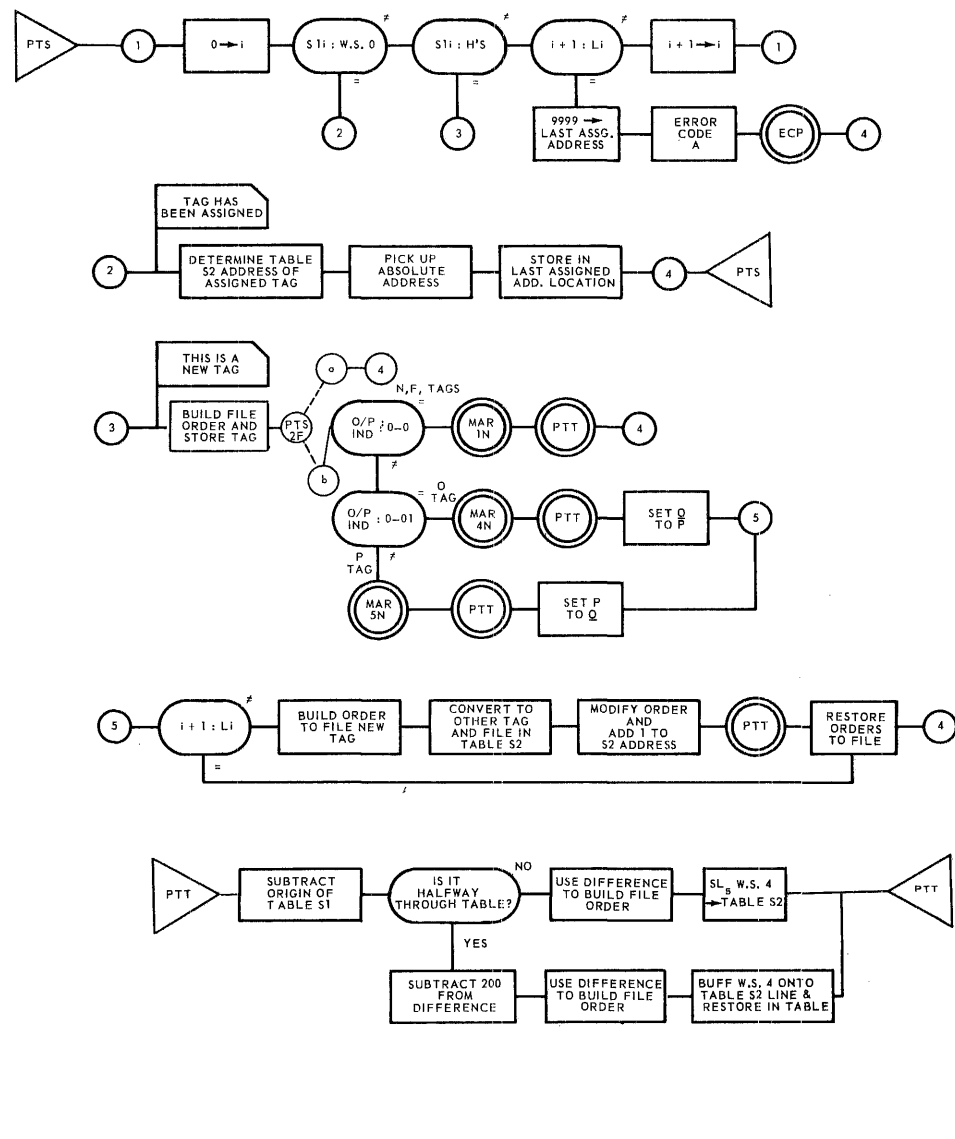 PTS
1
0→i
S1i : W.S. 0
≠
=
2
S1i : H'S
≠
=
3
i + 1 : Li
≠
=
i + 1→i
1
9999 →
LAST ASSG.
ADDRESS
ERROR
CODE
A
ECP
4
TAG HAS
BEEN ASSIGNED
2
DETERMINE TABLE
S2 ADDRESS OF
ASSIGNED TAG
PICK UP
ABSOLUTE
ADDRESS
STORE IN
LAST ASSIGNED
ADD. LOCATION
4
PTS
THIS IS A
NEW TAG
3
BUILD FILE
ORDER AND
STORE TAG
PTS
2F
a
4
b
N,F, TAGS
=
O/P
IND : 0–0
≠
MAR
1N
PTT
4
O/P
IND : 0–01
= O
TAG
MAR
4N
PTT
SET O
TO P
5
P
TAG
≠
MAR
5N
PTT
SET P
TO O
5
i + 1 : Li
≠
=
BUILD ORDER
TO FILE NEW
TAG
CONVERT TO
OTHER TAG
AND FILE IN
TABLE S2
MODIFY ORDER
AND
ADD 1 TO
S2 ADDRESS
PTT
RESTORE
ORDERS
TO FILE
4
PTT
SUBTRACT
ORIGIN OF
TABLE S1
IS IT
HALFWAY
THROUGH TABLE?
NO
YES
USE DIFFERENCE
TO BUILD FILE
ORDER
SL5 W.S. 4
→TABLE S2
PTT
SUBTRACT 200
FROM
DIFFERENCE
USE DIFFERENCE
TO BUILD FILE
ORDER
BUFF W.S. 4 ONTO
TABLE S2 LINE &
RESTORE IN TABLE